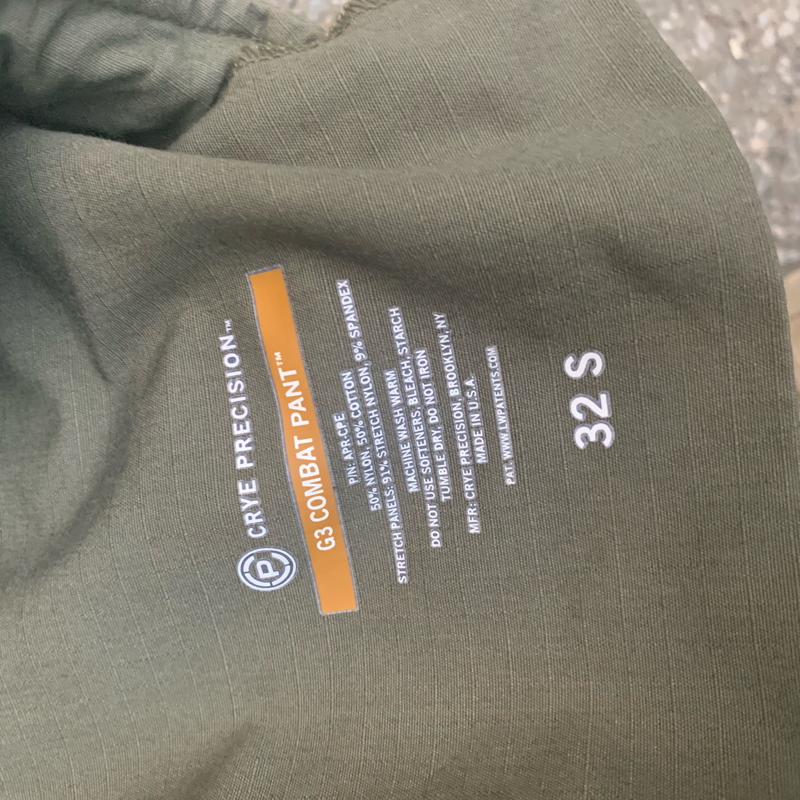 CRYE PRECISION™
G3 COMBAT PANT™
P/N: APR-CPE
50% NYLON, 50% COTTON
STRETCH PANELS: 91% STRETCH NYLON, 9% SPANDEX
MACHINE WASH WARM
DO NOT USE SOFTENERS, BLEACH, STARCH
TUMBLE DRY, DO NOT IRON
MFR: CRYE PRECISION, BROOKLYN, NY
MADE IN U.S.A.
PAT. WWW.LWPATENTS.COM
32 S